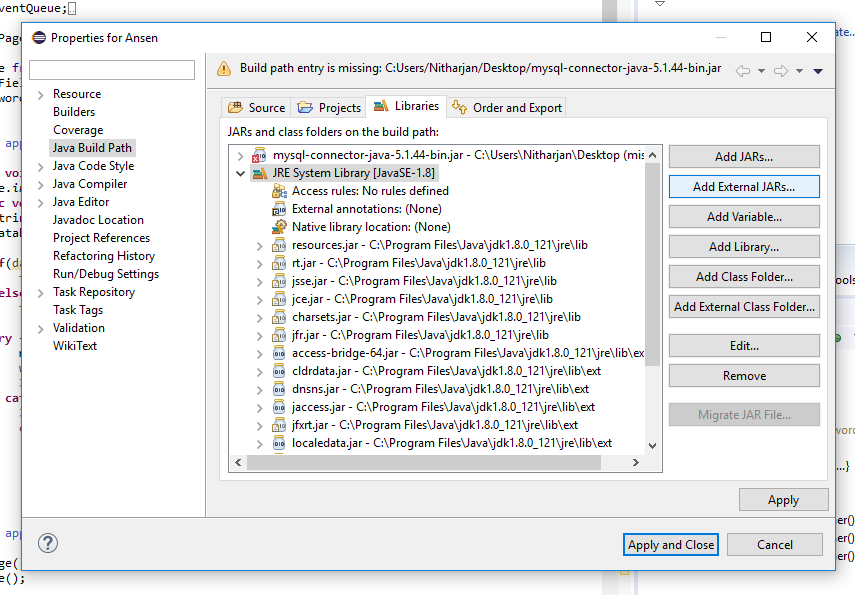 ventQueue;
Properties for Ansen
Build path entry is missing: C:/Users/Nitharjan/Desktop/mysql-connector-java-5.1.44-bin.jar
Resource
Builders
Coverage
Java Build Path
Java Code Style
Java Compiler
Java Editor
Javadoc Location
Project References
Refactoring History
Run/Debug Settings
Task Repository
Task Tags
Validation
WikiText
Source
Projects
Libraries
Order and Export
JARs and class folders on the build path:
mysql-connector-java-5.1.44-bin.jar - C:\Users\Nitharjan\Desktop (mis
JRE System Library [JavaSE-1.8]
Access rules: No rules defined
External annotations: (None)
Native library location: (None)
resources.jar - C:\Program Files\Java\jdk1.8.0_121\jre\lib
rt.jar - C:\Program Files\Java\jdk1.8.0_121\jre\lib
jsse.jar - C:\Program Files\Java\jdk1.8.0_121\jre\lib
jce.jar - C:\Program Files\Java\jdk1.8.0_121\jre\lib
charsets.jar - C:\Program Files\Java\jdk1.8.0_121\jre\lib
jfr.jar - C:\Program Files\Java\jdk1.8.0_121\jre\lib
access-bridge-64.jar - C:\Program Files\Java\jdk1.8.0_121\jre\lib\ex
cldrdata.jar - C:\Program Files\Java\jdk1.8.0_121\jre\lib\ext
dnsns.jar - C:\Program Files\Java\jdk1.8.0_121\jre\lib\ext
jaccess.jar - C:\Program Files\Java\jdk1.8.0_121\jre\lib\ext
jfxrt.jar - C:\Program Files\Java\jdk1.8.0_121\jre\lib\ext
localedata.jar - C:\Program Files\Java\jdk1.8.0_121\jre\lib\ext
Add JARs...
Add External JARs...
Add Variable...
Add Library...
Add Class Folder...
Add External Class Folder...
Edit...
Remove
Migrate JAR File...
Apply
Apply and Close
Cancel
e();